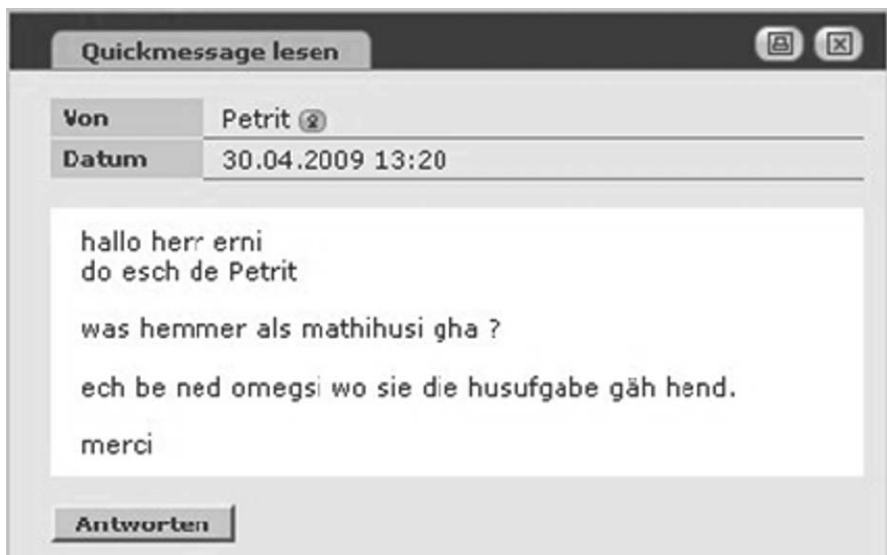 Quickmessage lesen
Von Petrit
Datum 30.04.2009 13:20
hallo herr erni
do esch de Petrit
was hemmer als mathihusi gha ?
ech be ned omegsi wo sie die husufgabe gäh hend.
merci
Antworten